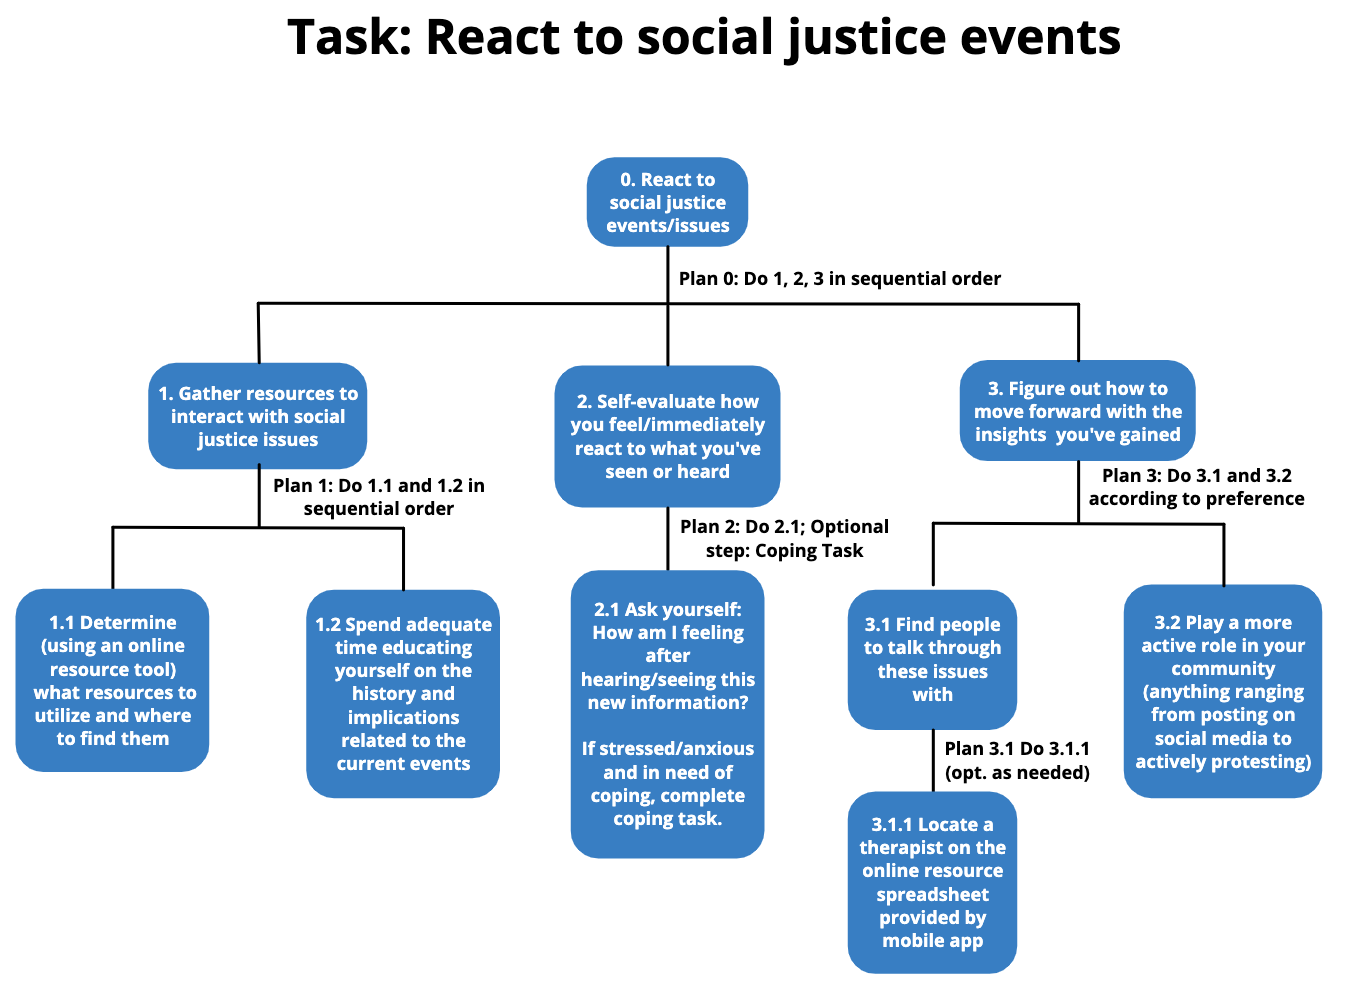 Task: React to social justice events
0. React to
social justice
events/issues
Plan 0: Do 1, 2, 3 in sequential order
1. Gather resources to
interact with social
justice issues
2. Self-evaluate how
you feel/immediately
react to what you've
seen or heard
3. Figure out how to
move forward with the
insights you've gained
Plan 1: Do 1.1 and 1.2 in
sequential order
Plan 2: Do 2.1; Optional
step: Coping Task
Plan 3: Do 3.1 and 3.2
according to preference
1.1 Determine
(using an online
resource tool)
what resources to
utilize and where
to find them
1.2 Spend adequate
time educating
yourself on the
history and
implications
related to the
current events
2.1 Ask yourself:
How am I feeling
after
hearing/seeing this
new information?
If stressed/anxious
and in need of
coping, complete
coping task.
3.1 Find people
to talk through
these issues
with
3.2 Play a more
active role in your
community
(anything ranging
from posting on
social media to
actively protesting)
Plan 3.1 Do 3.1.1
(opt. as needed)
3.1.1 Locate a
therapist on the
online resource
spreadsheet
provided by
mobile app